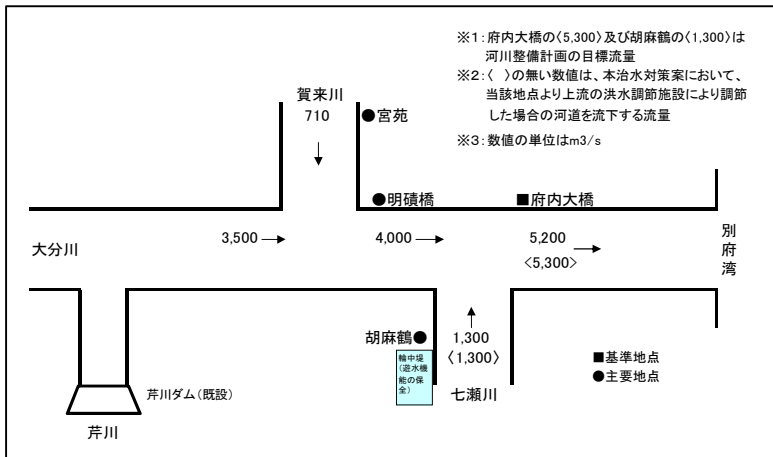 ※1：府内大橋の〈5,300〉及び胡麻鶴の〈1,300〉は
河川整備計画の目標流量
※2：〈　〉の無い数値は、本治水対策案において、
当該地点より上流の洪水調節施設により調節
した場合の河道を流下する流量
※3：数値の単位はm3/s
賀来川
710
↓
●宮苑
●明磧橋
■府内大橋
大分川
3,500→
4,000→
5,200
→
〈5,300〉
別府湾
胡麻鶴●
↑
1,300
〈1,300〉
輪中堤
（遊水機
能の保
全）
七瀬川
■基準地点
●主要地点
芹川ダム（既設）
芹川